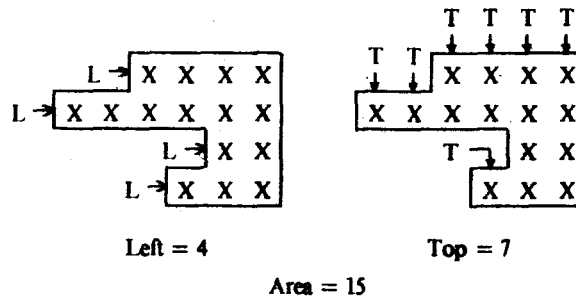 L X X X X
L X X X X X X
L X X
L X X X
Left = 4
T T T T
T T
X X X X
X X X X X X
T X X
X X X
Top = 7
Area = 15